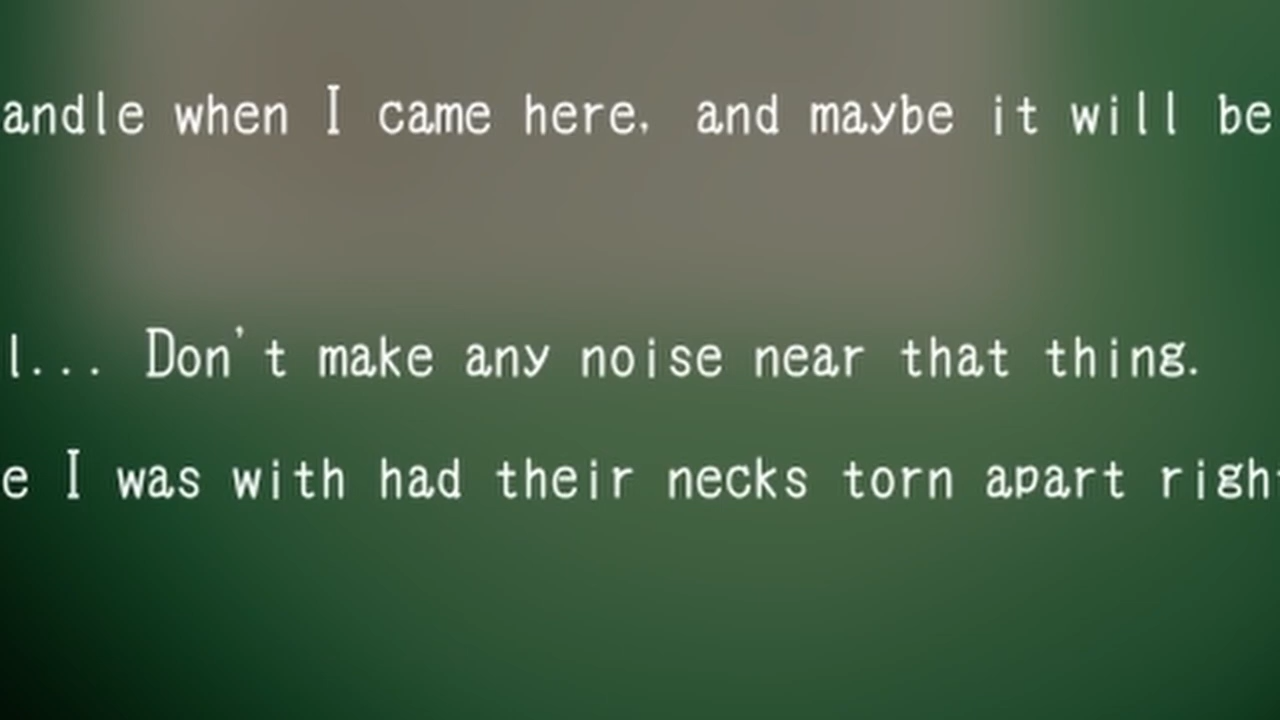 andle when I came here, and maybe it will be
l... Don't make any noise near that thing.
e I was with had their necks torn apart righ